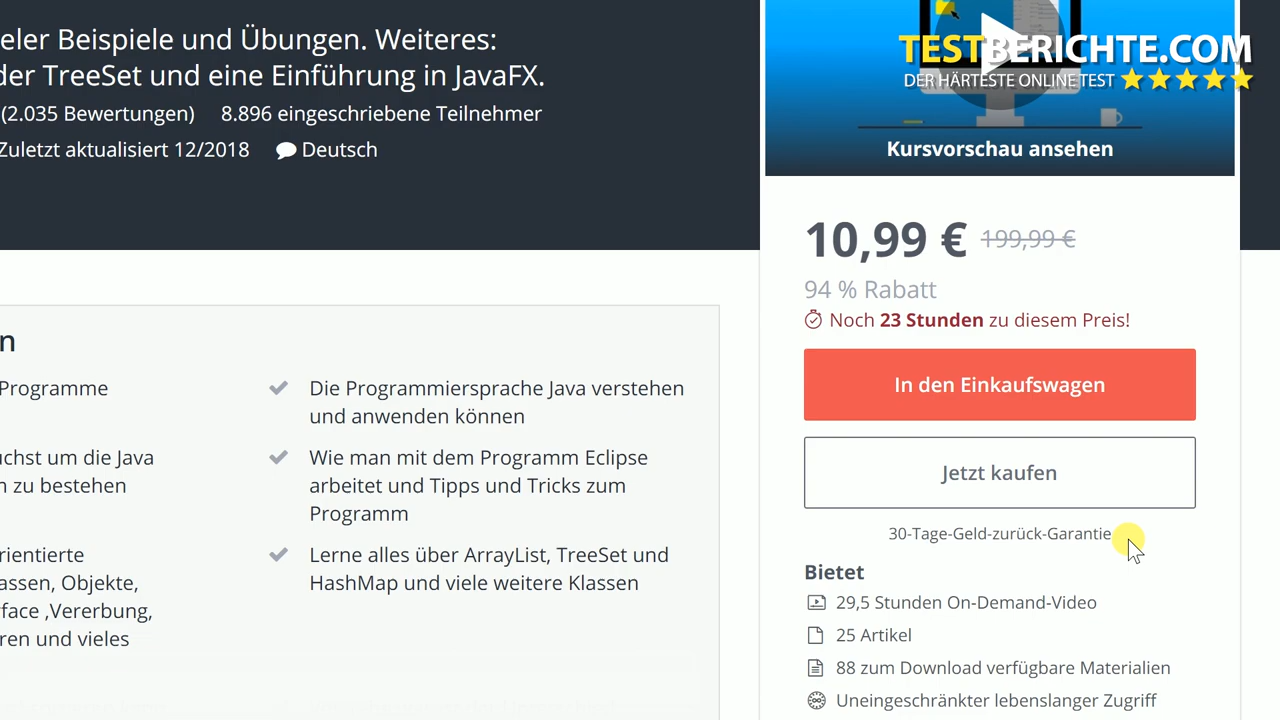 eler Beispiele und Übungen. Weiteres:
der TreeSet und eine Einführung in JavaFX.
(2.035 Bewertungen) 8.896 eingeschriebene Teilnehmer
Zuletzt aktualisiert 12/2018 Deutsch
TESTBERICHTE.COM
DER HÄRTESTE ONLINE TEST
Kursvorschau ansehen
10,99 € 199,99 €
94 % Rabatt
Noch 23 Stunden zu diesem Preis!
In den Einkaufswagen
Jetzt kaufen
30-Tage-Geld-zurück-Garantie
Bietet
29,5 Stunden On-Demand-Video
25 Artikel
88 zum Download verfügbare Materialien
Uneingeschränkter lebenslanger Zugriff
n
Programme
uchst um die Java
n zu bestehen
rientierte
assen, Objekte,
rface ,Vererbung,
ren und vieles
Die Programmiersprache Java verstehen
und anwenden können
Wie man mit dem Programm Eclipse
arbeitet und Tipps und Tricks zum
Programm
Lerne alles über ArrayList, TreeSet und
HashMap und viele weitere Klassen